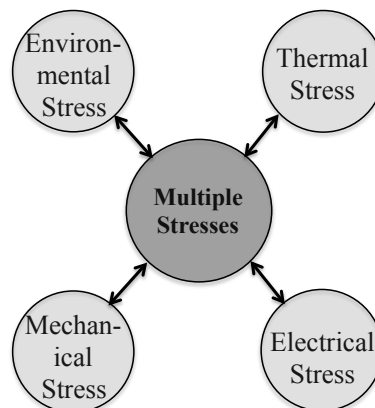 Environ-
mental
Stress
Thermal
Stress
Multiple
Stresses
Mechan-
ical
Stress
Electrical
Stress